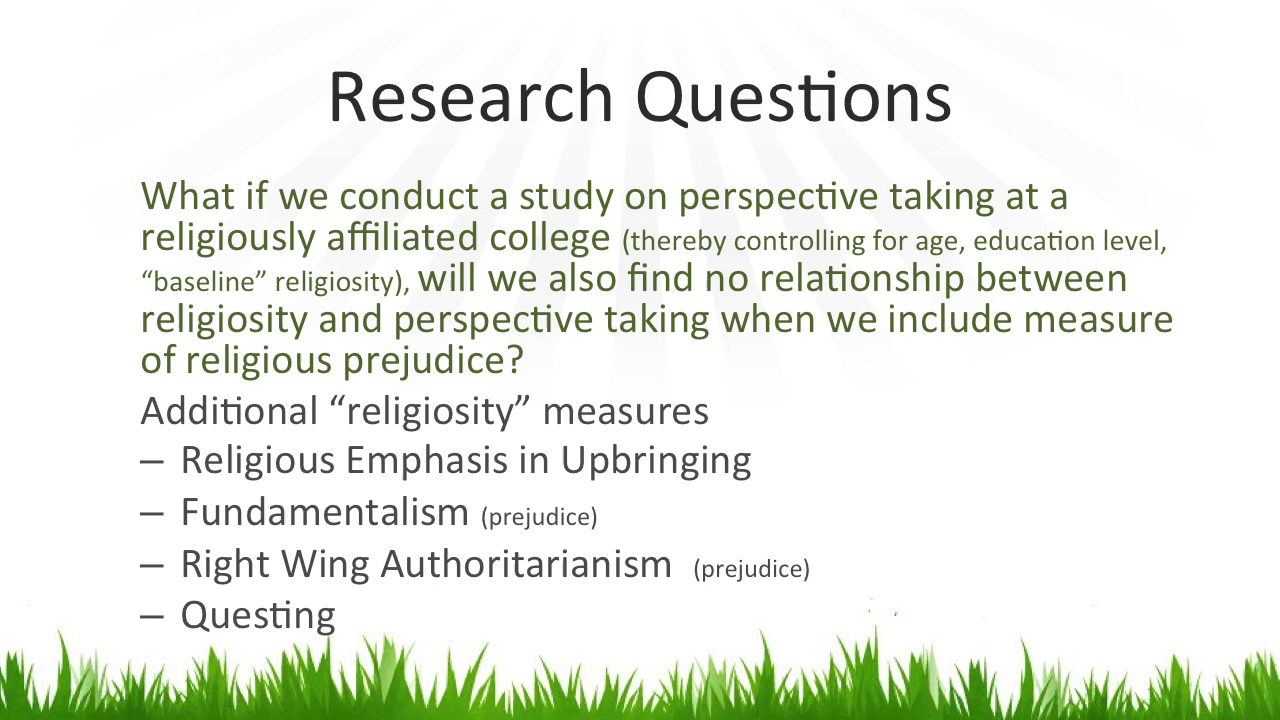 Research Questions
What if we conduct a study on perspective taking at a
religiously affiliated college (thereby controlling for age, education level,
“baseline” religiosity), will we also find no relationship between
religiosity and perspective taking when we include measure
of religious prejudice?
Additional “religiosity” measures
– Religious Emphasis in Upbringing
– Fundamentalism (prejudice)
– Right Wing Authoritarianism (prejudice)
– Questing